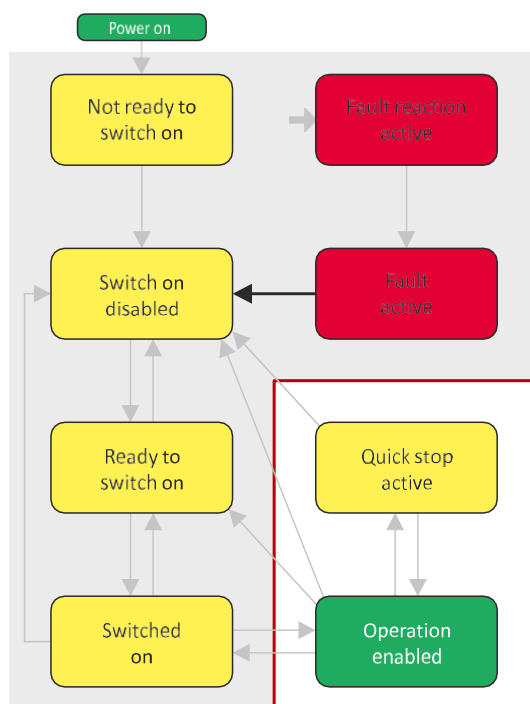 Power on
Not ready to
switch on
Fault reaction
active
Switch on
disabled
Fault
active
Ready to
switch on
Quick stop
active
Switched
on
Operation
enabled